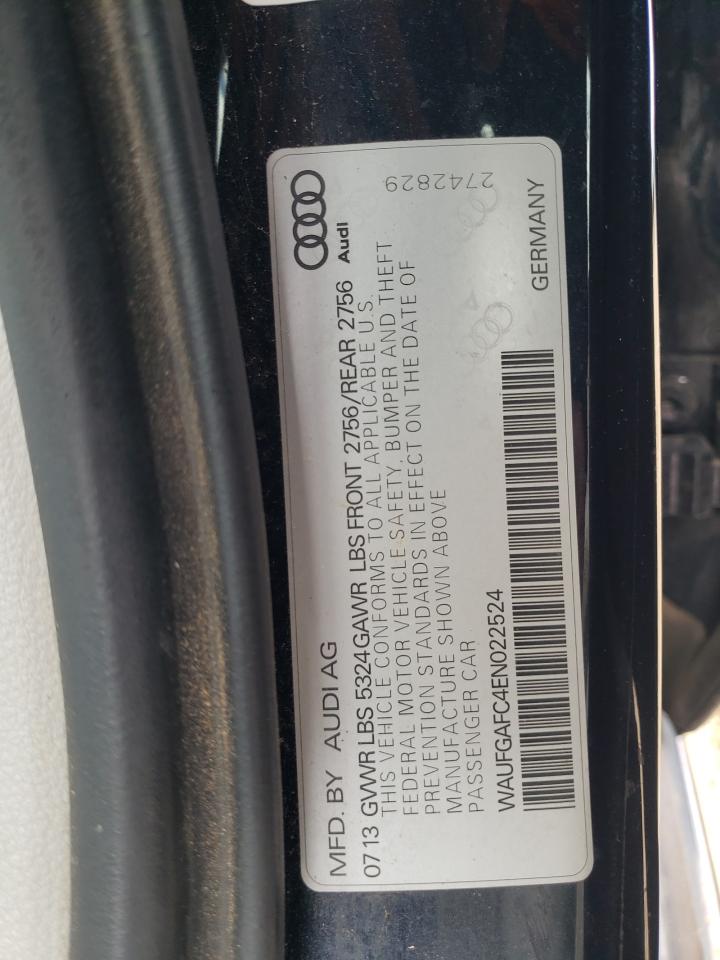 MFD. BY AUDI AG
Audi
07 13 GVWR LBS 5324 GAWR LBS FRONT 2756/REAR 2756
THIS VEHICLE CONFORMS TO ALL APPLICABLE U.S.
FEDERAL MOTOR VEHICLE SAFETY, BUMPER AND THEFT
PREVENTION STANDARDS IN EFFECT ON THE DATE OF
MANUFACTURE SHOWN ABOVE
PASSENGER CAR
WAUFGAFC4EN022524
GERMANY
2742829